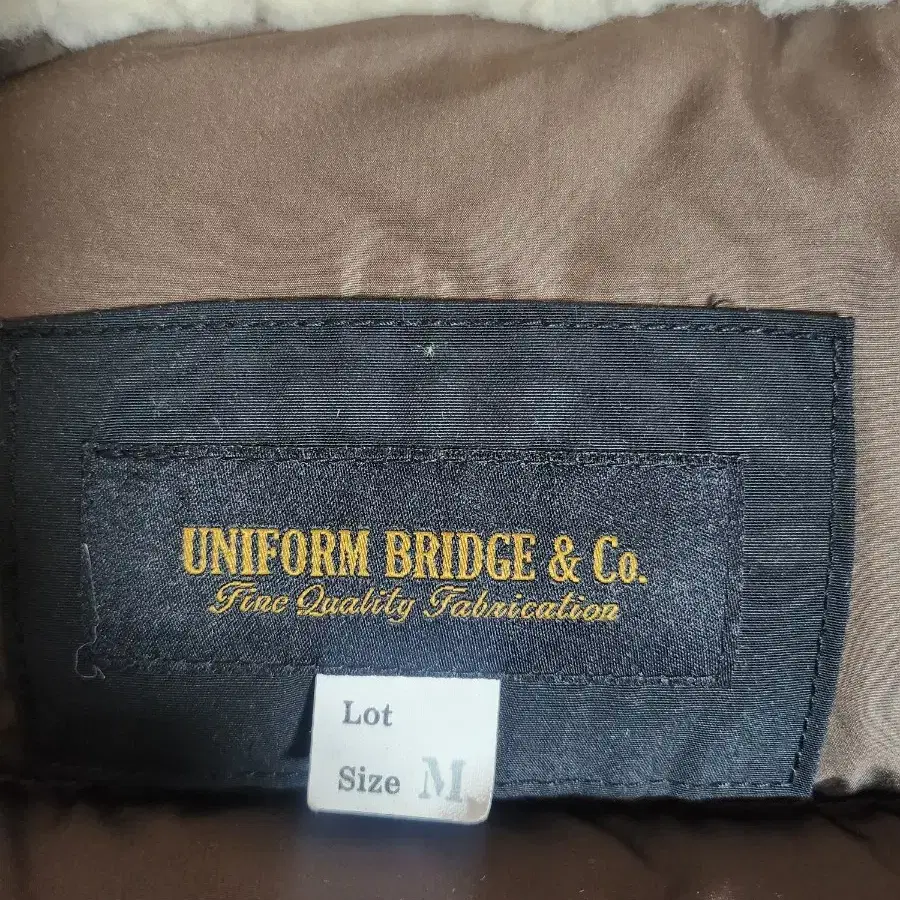 UNIFORM BRIDGE & Co.
Fine Quality Fabrication
Lot
Size M